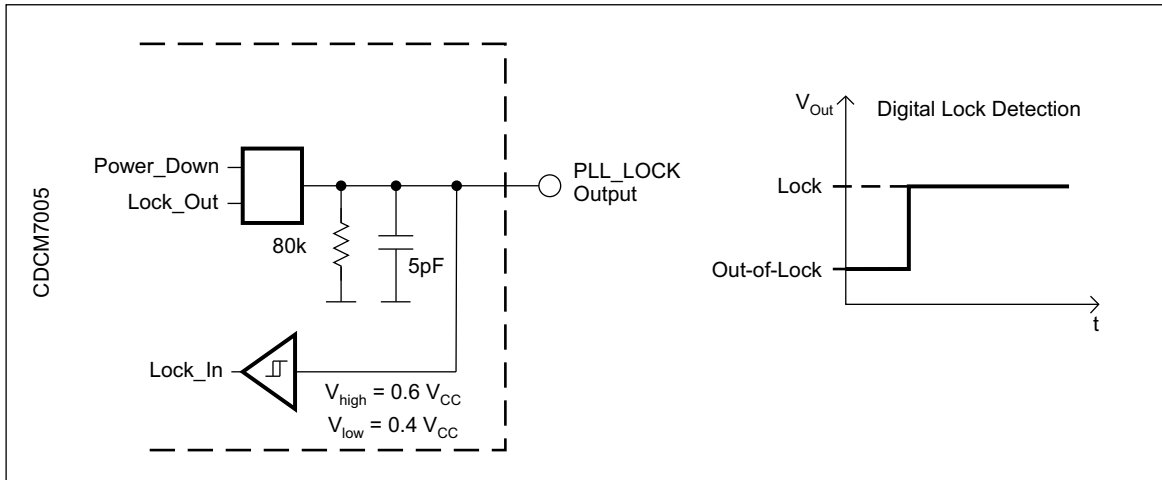 CDCM7005
Power_Down
Lock_Out
80k
5pF
PLL_LOCK
Output
Lock_In
V_high = 0.6 V_CC
V_low = 0.4 V_CC
V_Out
Digital Lock Detection
Lock
Out-of-Lock
t